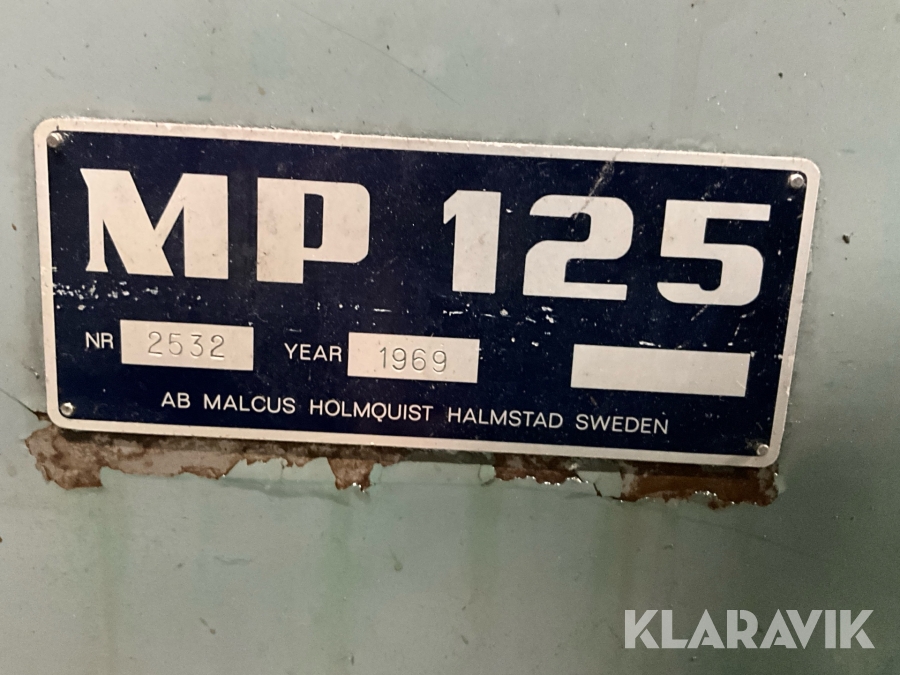 MP 125
NR 2532 YEAR 1969
AB MALCUS HOLMQUIST HALMSTAD SWEDEN
KLARAVIK